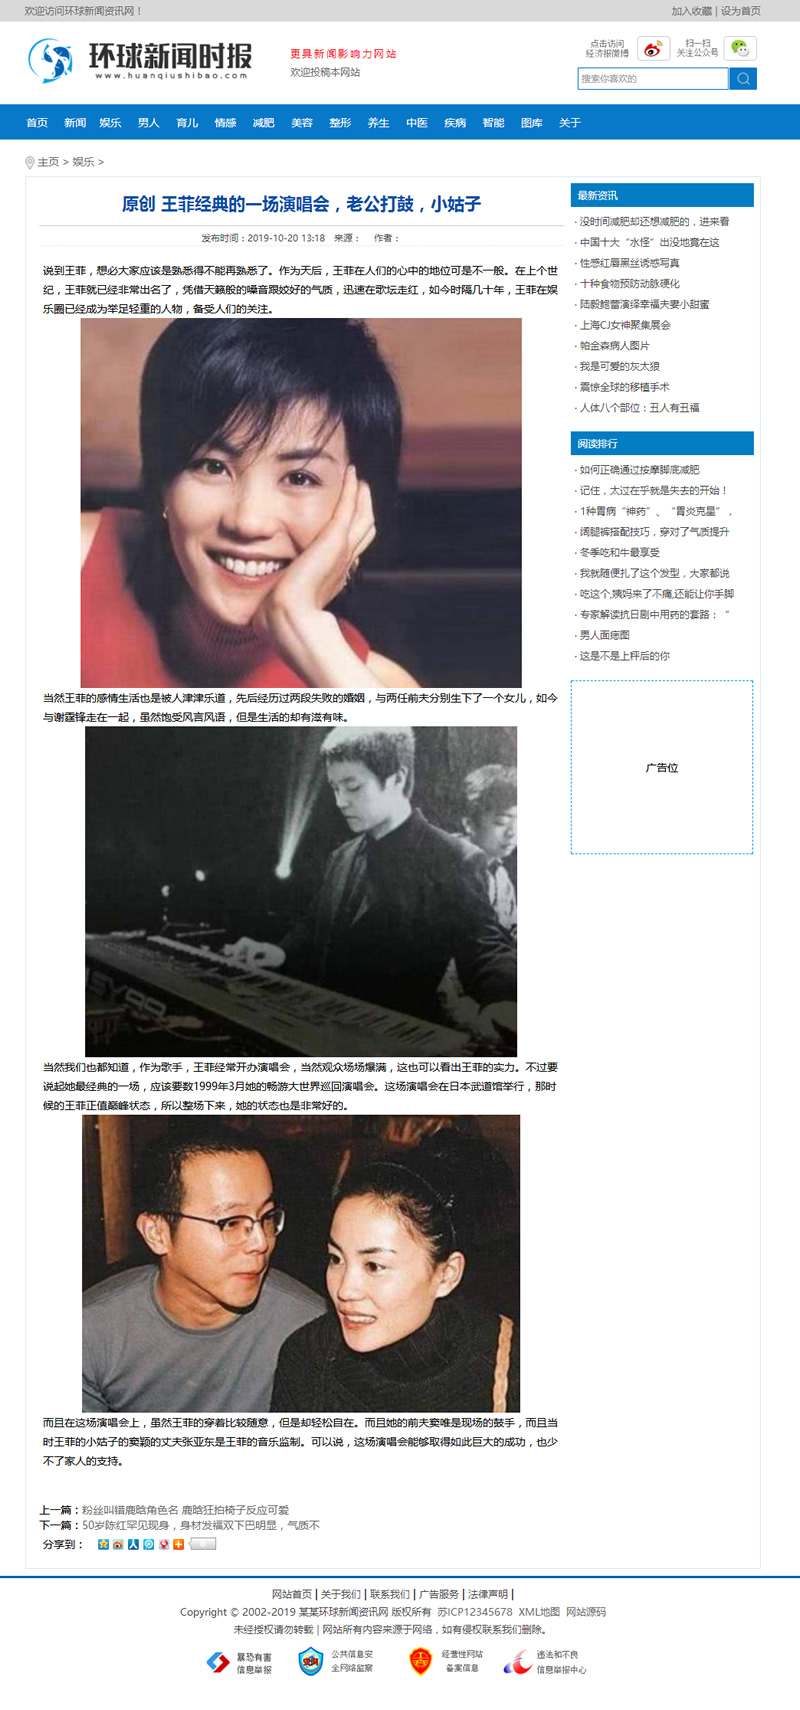 欢迎访问环球新闻资讯网！
加入收藏 | 设为首页
环球新闻时报
www.huanqiushibao.com
更具新闻影响力网站
欢迎投稿本网站
点击访问
经济报微博
扫一扫
关注公众号
搜索你喜欢的
首页 新闻 娱乐 男人 育儿 情感 减肥 美容 整形 养生 中医 疾病 智能 图库 关于
主页 > 娱乐 >
原创 王菲经典的一场演唱会，老公打鼓，小姑子
发布时间：2019-10-20 13:18 来源： 作者：
说到王菲，想必大家应该是熟悉得不能再熟悉了。作为天后，王菲在人们的心中的地位可是不一般。在上个世
纪，王菲就已经非常出名了，凭借天籁般的嗓音跟姣好的气质，迅速在歌坛走红，如今时隔几十年，王菲在娱
乐圈已经成为举足轻重的人物，备受人们的关注。
当然王菲的感情生活也是被人津津乐道，先后经历过两段失败的婚姻，与两任前夫分别生下了一个女儿，如今
与谢霆锋走在一起，虽然饱受风言风语，但是生活的却有滋有味。
当然我们也都知道，作为歌手，王菲经常开办演唱会，当然观众场场爆满，这也可以看出王菲的实力。不过要
说起她最经典的一场，应该要数1999年3月她的畅游大世界巡回演唱会。这场演唱会在日本武道馆举行，那时
候的王菲正值巅峰状态，所以整场下来，她的状态也是非常好的。
而且在这场演唱会上，虽然王菲的穿着比较随意，但是却轻松自在。而且她的前夫窦唯是现场的鼓手，而且当
时王菲的小姑子的窦颖的丈夫张亚东是王菲的音乐监制。可以说，这场演唱会能够取得如此巨大的成功，也少
不了家人的支持。
上一篇：粉丝叫错鹿晗角色名 鹿晗狂拍椅子反应可爱
下一篇：50岁陈红罕见现身，身材发福双下巴明显，气质不
分享到：
最新资讯
· 没时间减肥却还想减肥的，进来看
· 中国十大“水怪”出没地竟在这
· 性感红唇黑丝诱惑写真
· 十种食物预防动脉硬化
· 陆毅鲍蕾演绎幸福夫妻小甜蜜
· 上海CJ女神聚集展会
· 帕金森病人图片
· 我是可爱的灰太狼
· 震惊全球的移植手术
· 人体八个部位：丑人有丑福
阅读排行
· 如何正确通过按摩脚底减肥
· 记住，太过在乎就是失去的开始！
· 1种胃病“神药”、“胃炎克星”，
· 阔腿裤搭配技巧，穿对了气质提升
· 冬季吃和牛最享受
· 我就随便扎了这个发型，大家都说
· 吃这个,姨妈来了不痛,还能让你手脚
· 专家解读抗日剧中用药的套路：“
· 男人面痣图
· 这是不是上秤后的你
广告位
网站首页 | 关于我们 | 联系我们 | 广告服务 | 法律声明 |
Copyright © 2002-2019 某某环球新闻资讯网 版权所有 苏ICP12345678 XML地图 网站源码
未经授权请勿转载 | 网站所有内容来源于网络，如有侵权联系我们删除。
暴恐有害
信息举报
公共信息安
全网络监察
经营性网站
备案信息
违法和不良
信息举报中心